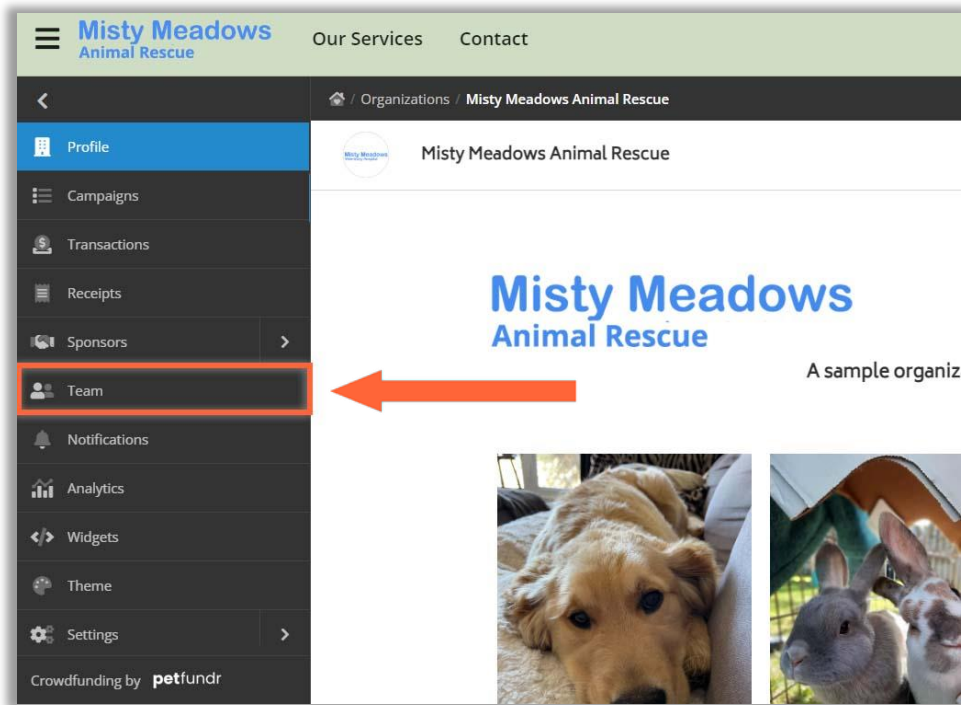 Misty Meadows
Animal Rescue
Our Services Contact
/ Organizations / Misty Meadows Animal Rescue
Profile
Misty Meadows Animal Rescue
Campaigns
Transactions
Receipts
Sponsors
Team
Notifications
Analytics
Widgets
Theme
Settings
Crowdfunding by petfundr
Misty Meadows
Animal Rescue
A sample organiz